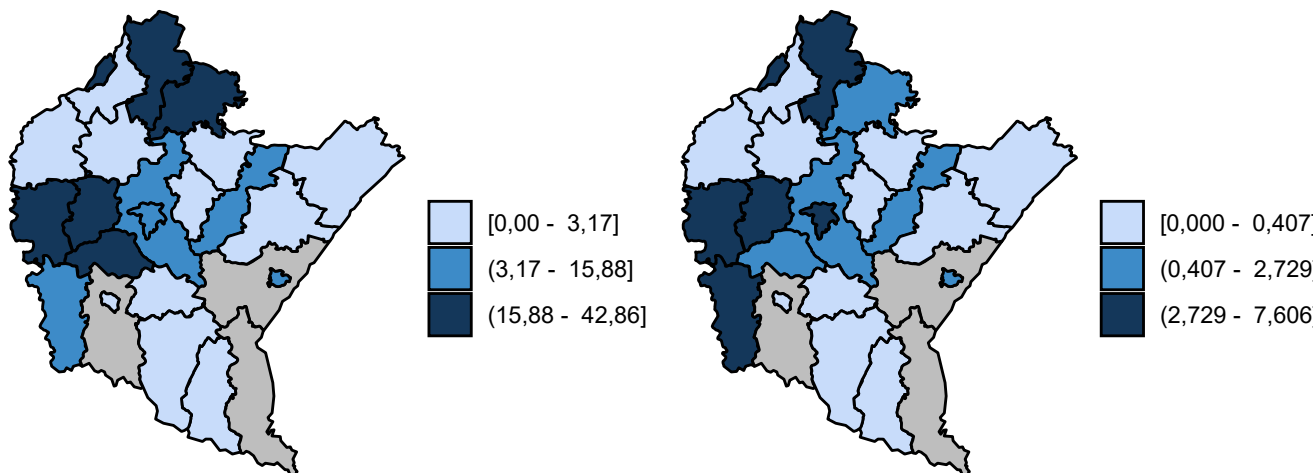 [0,00 - 3,17]
(3,17 - 15,88]
(15,88 - 42,86]
[0,000 - 0,407]
(0,407 - 2,729]
(2,729 - 7,606]